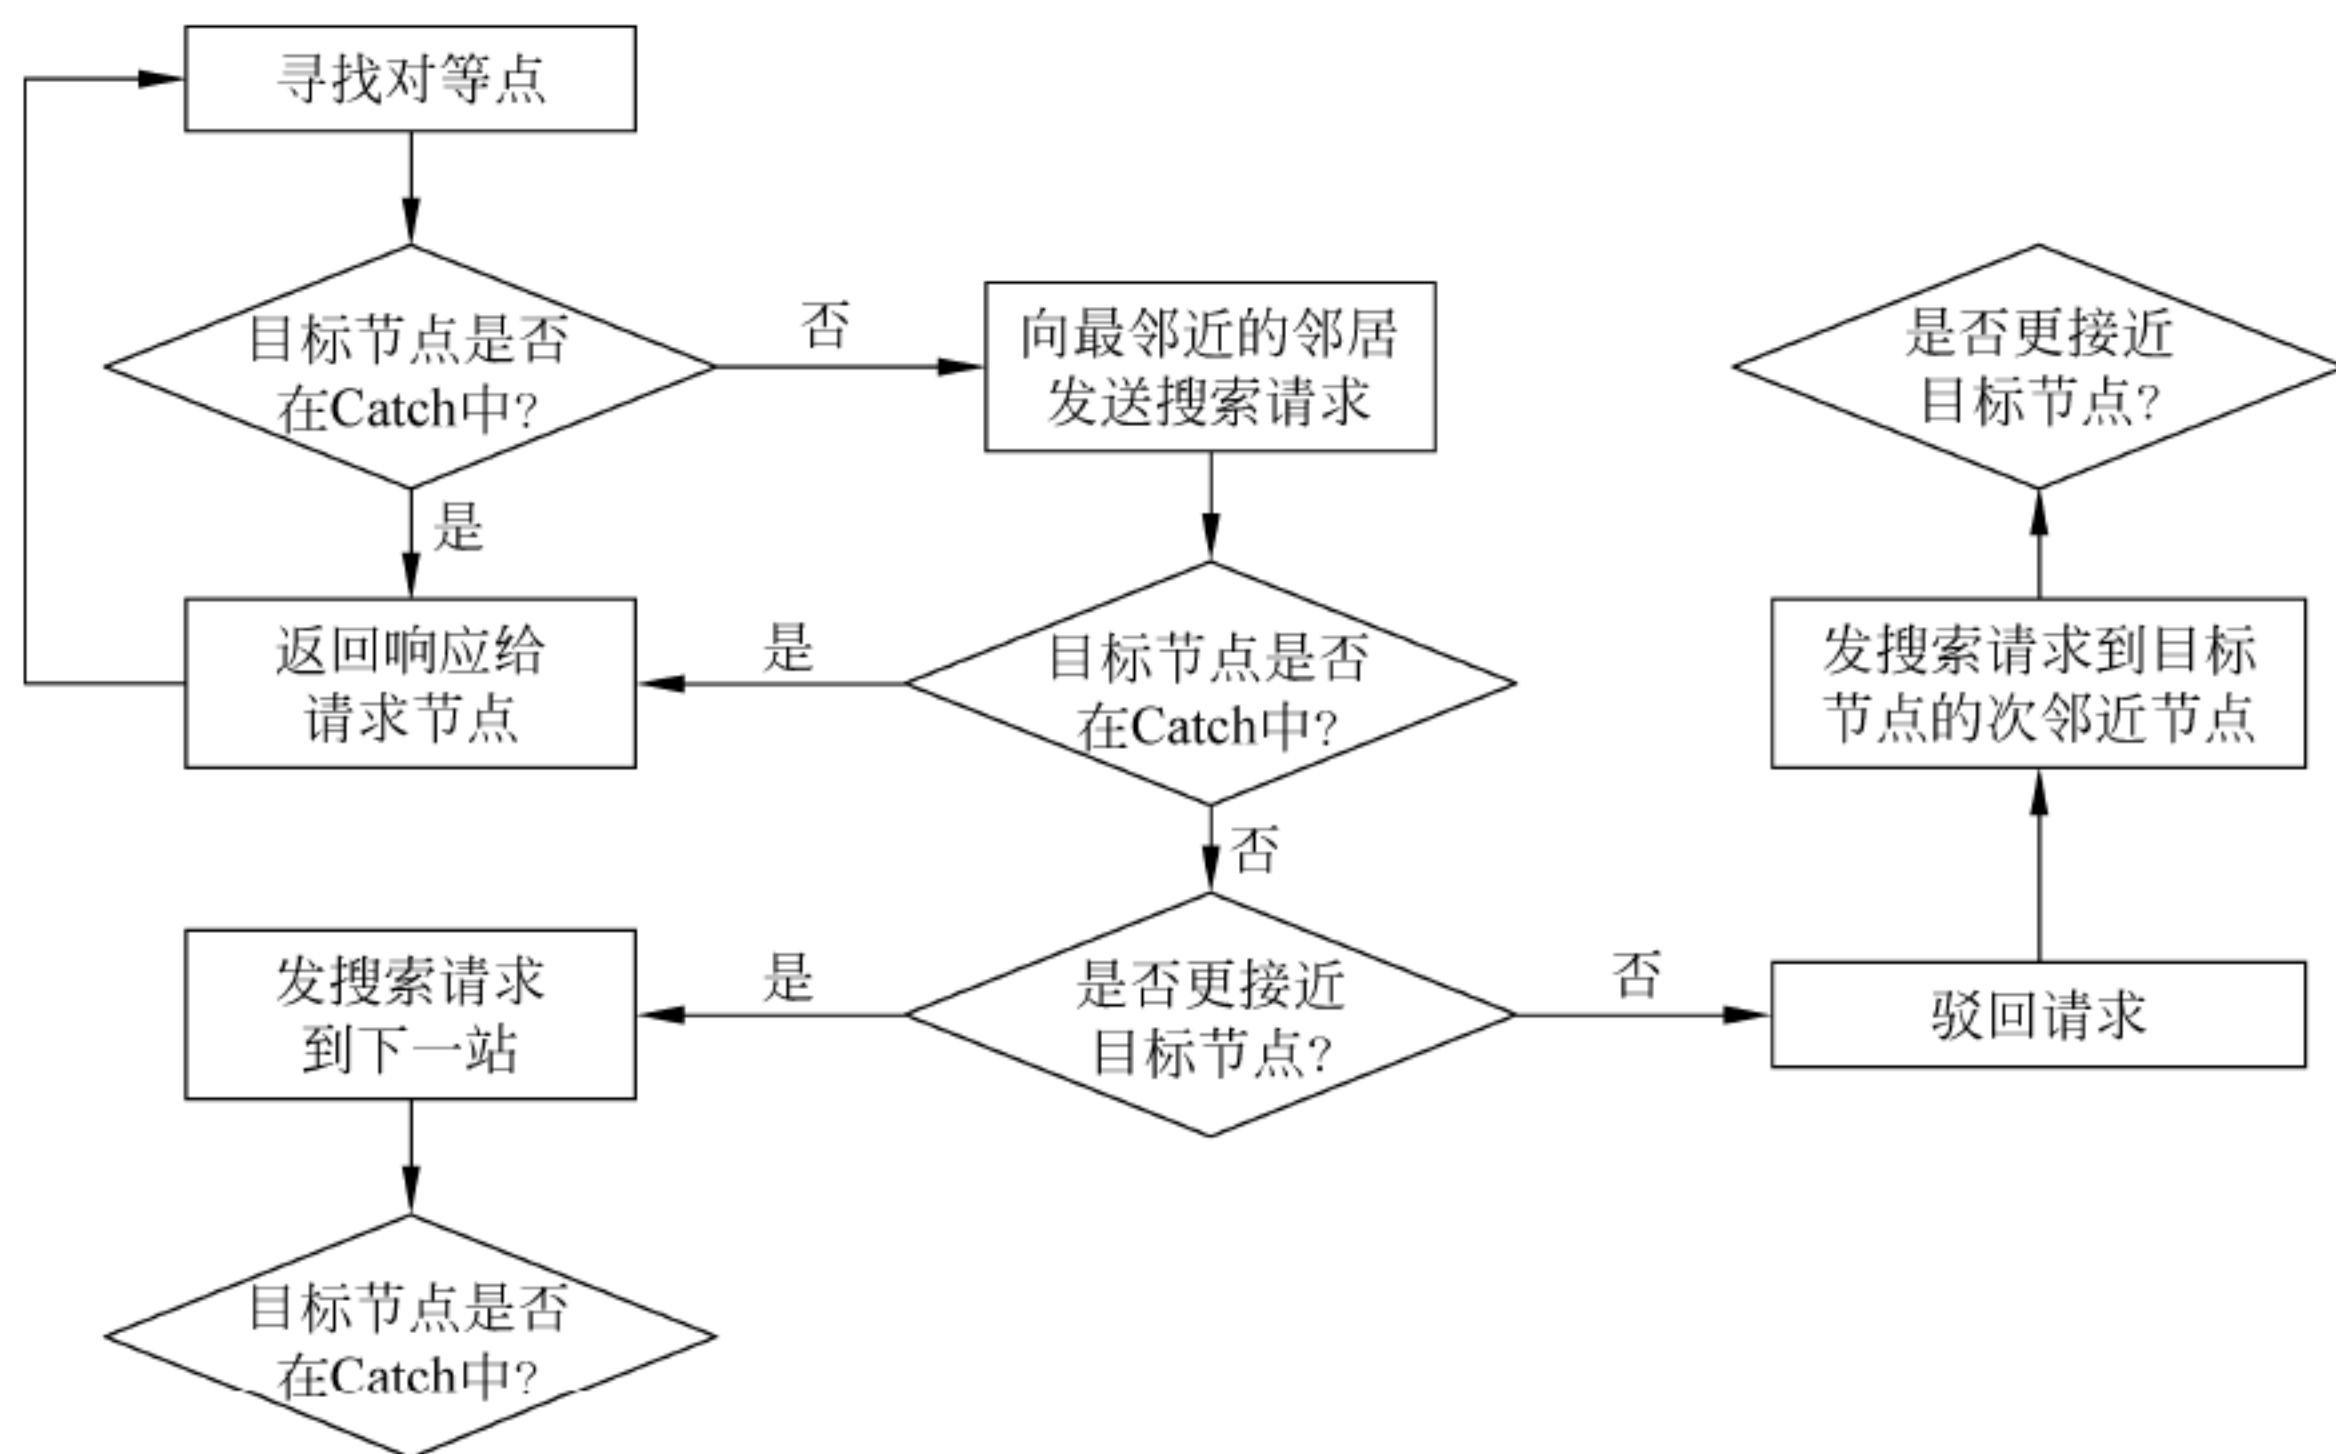 寻找对等点
目标节点是否
在Catch中?
否
向最邻近的邻居
发送搜索请求
是否更接近
目标节点?
是
返回响应给
请求节点
是
目标节点是否
在Catch中?
发搜索请求到目标
节点的次邻近节点
否
发搜索请求
到下一站
是
是否更接近
目标节点?
否
驳回请求
目标节点是否
在Catch中?